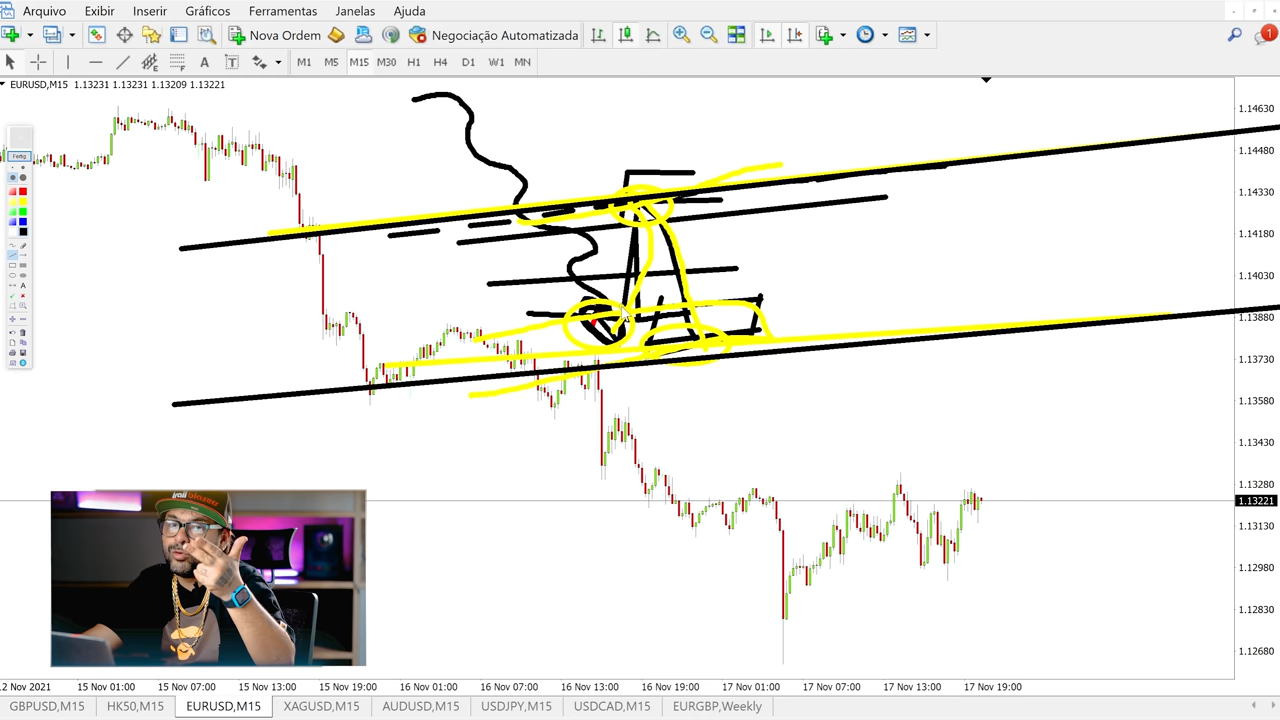 Arquivo Exibir Inserir Gráficos Ferramentas Janelas Ajuda
Nova Ordem Negociação Automatizada
1
A T M1 M5 M15 M30 H1 H4 D1 W1 MN
EURUSD,M15 1.13231 1.13231 1.13209 1.13221
1.14630
1.14480
1.14330
1.14180
1.14030
1.13880
1.13730
1.13580
1.13430
1.13280
1.13221
1.13130
1.12980
1.12830
1.12680
Fertig
A
2 Nov 2021 15 Nov 01:00 15 Nov 07:00 15 Nov 13:00 15 Nov 19:00 16 Nov 01:00 16 Nov 07:00 16 Nov 13:00 16 Nov 19:00 17 Nov 01:00 17 Nov 07:00 17 Nov 13:00 17 Nov 19:00
GBPUSD,M15 HK50,M15 EURUSD,M15 XAGUSD,M15 AUDUSD,M15 USDJPY,M15 USDCAD,M15 EURGBP,Weekly